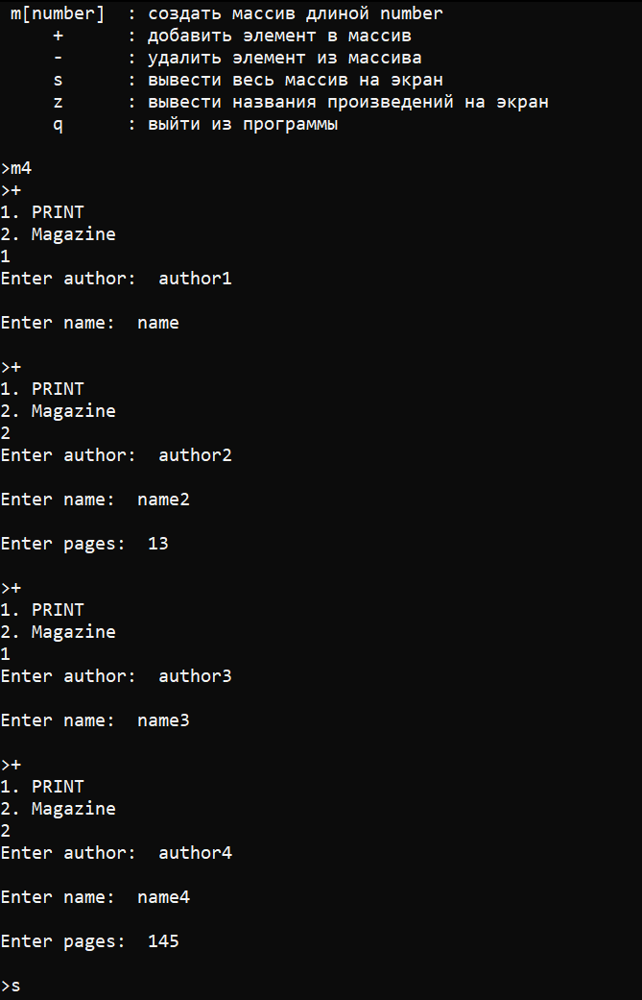 m[number] : создать массив длиной number
+ : добавить элемент в массив
- : удалить элемент из массива
s : вывести весь массив на экран
z : вывести названия произведений на экран
q : выйти из программы
>m4
>+
1. PRINT
2. Magazine
1
Enter author: author1
Enter name: name
>+
1. PRINT
2. Magazine
2
Enter author: author2
Enter name: name2
Enter pages: 13
>+
1. PRINT
2. Magazine
1
Enter author: author3
Enter name: name3
>+
1. PRINT
2. Magazine
2
Enter author: author4
Enter name: name4
Enter pages: 145
>s